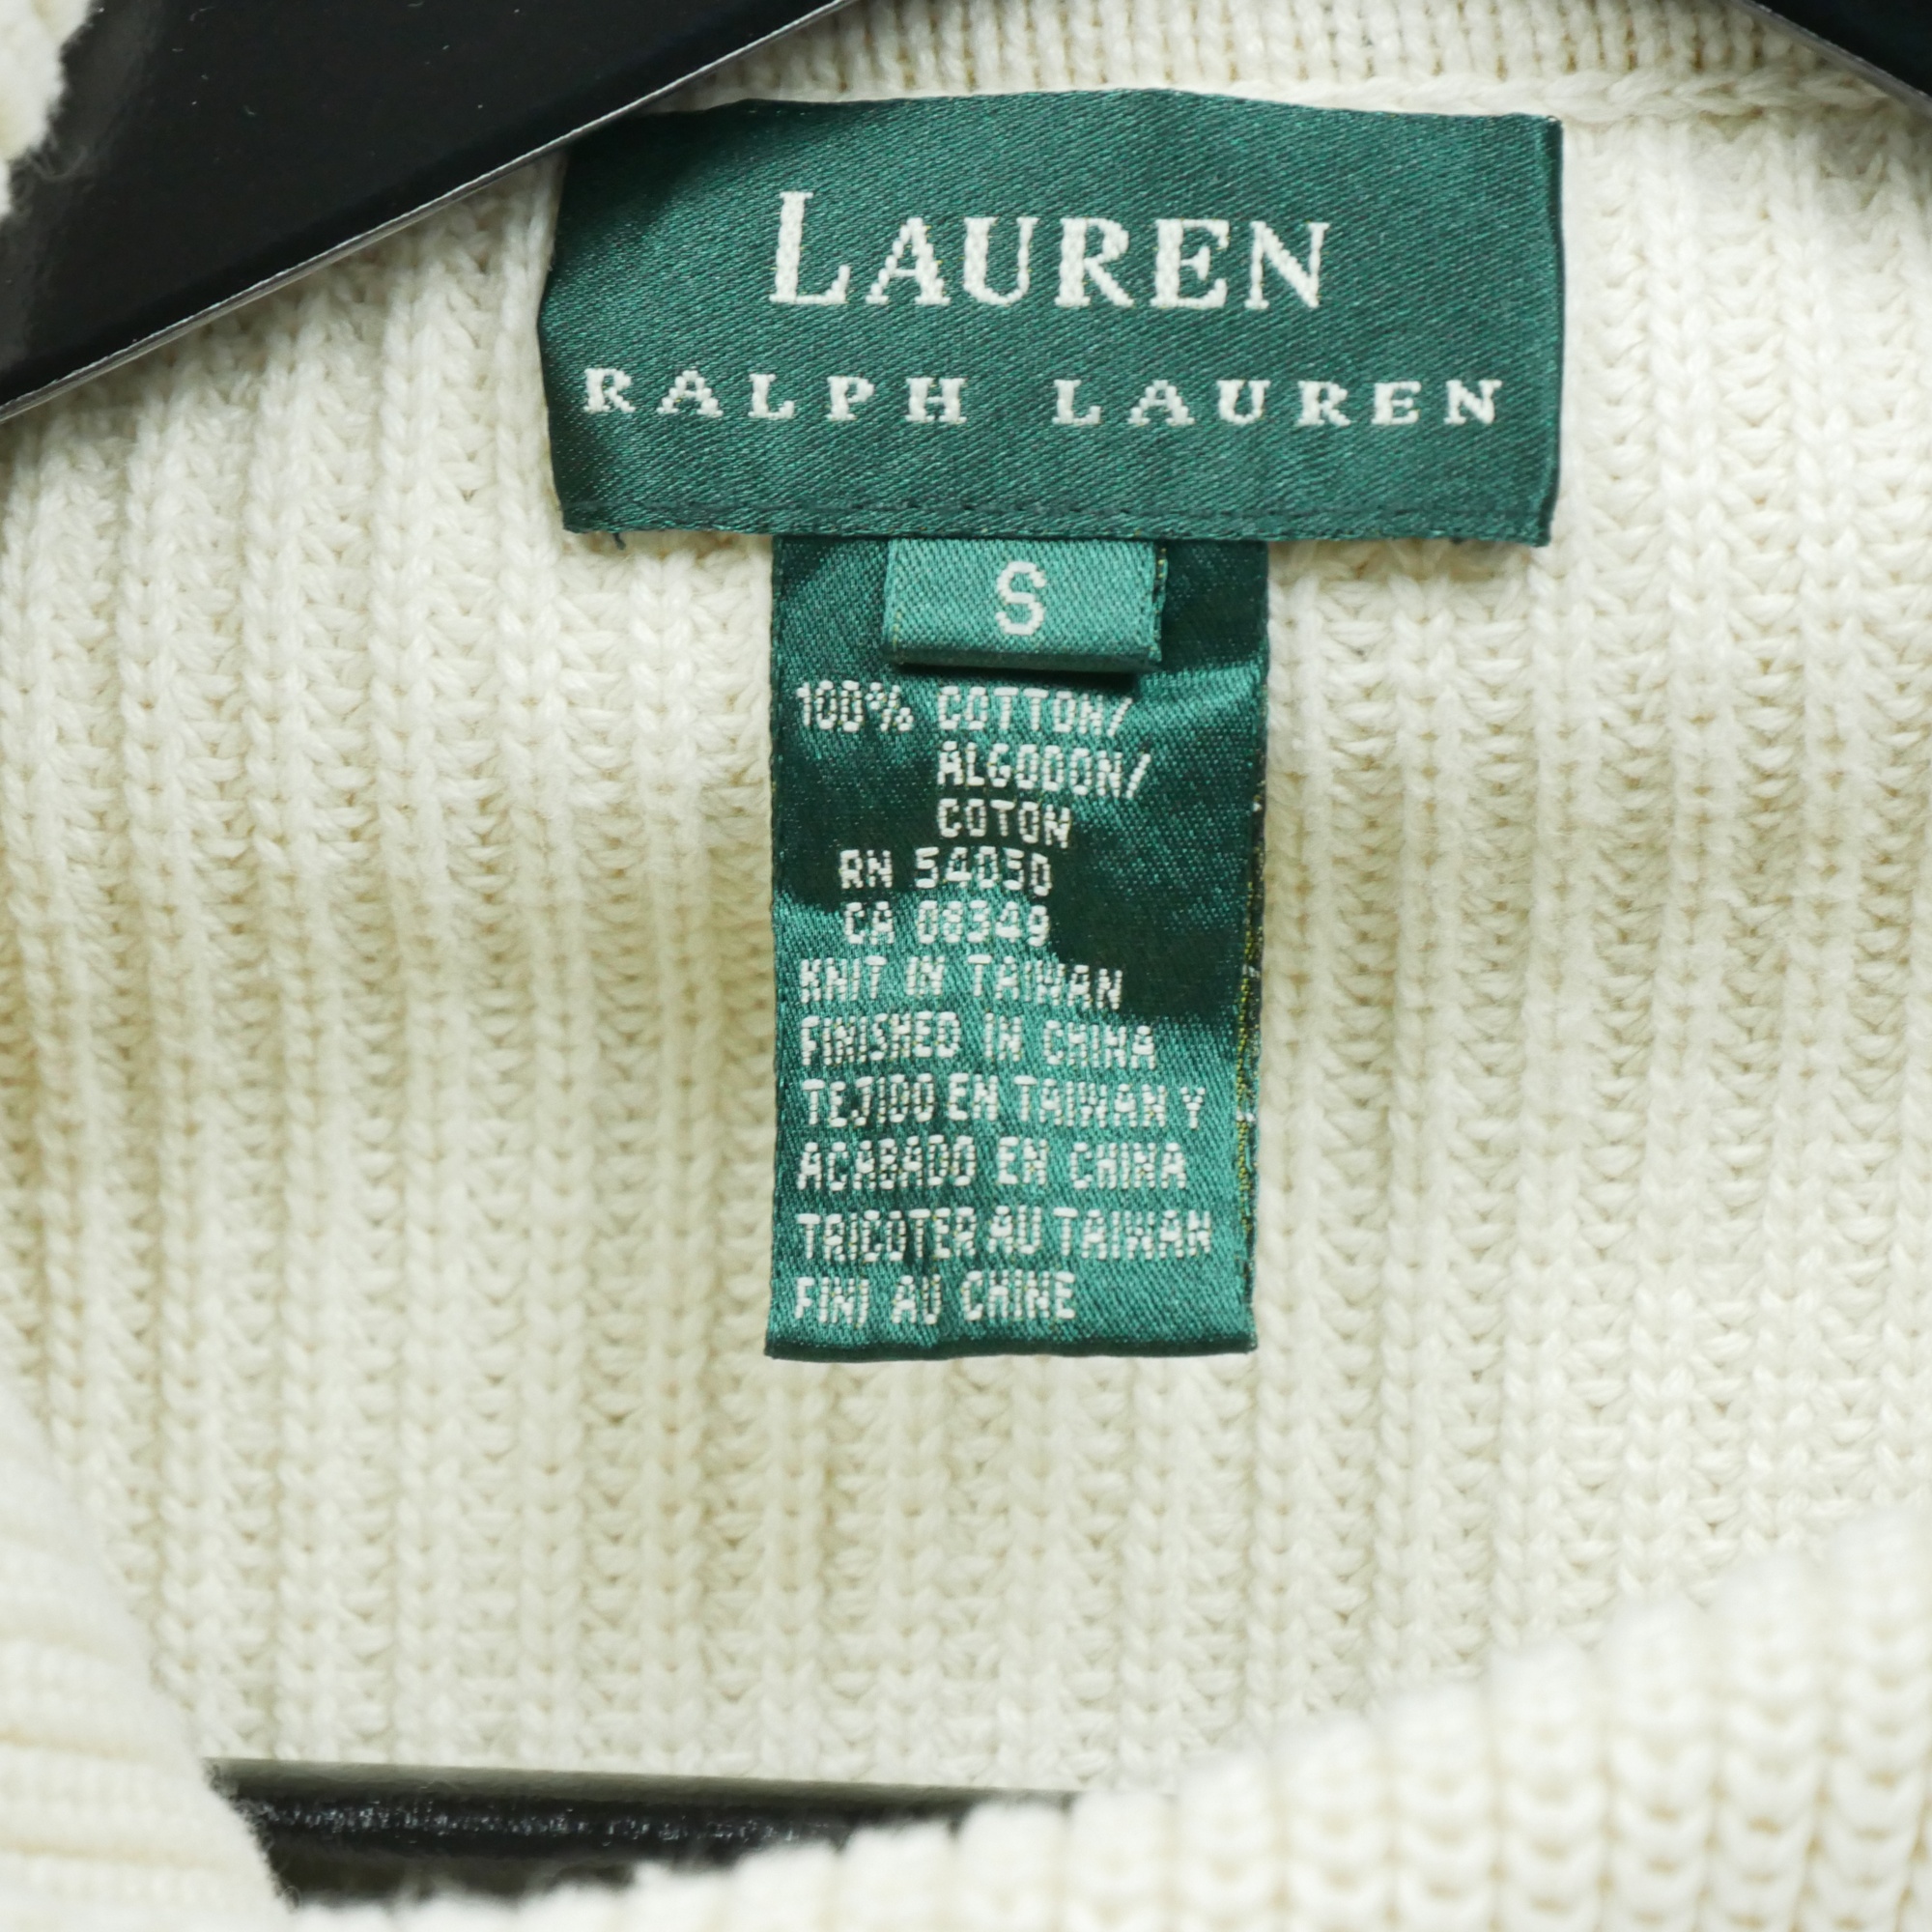 LAUREN
RALPH LAUREN
S
100% COTTON/
ALGODON/
COTON
RN 54050
CA 08349
KNIT IN TAIWAN
FINISHED IN CHINA
TEJIDO EN TAIWAN Y
ACABADO EN CHINA
TRICOTER AU TAIWAN
FINI AU CHINE